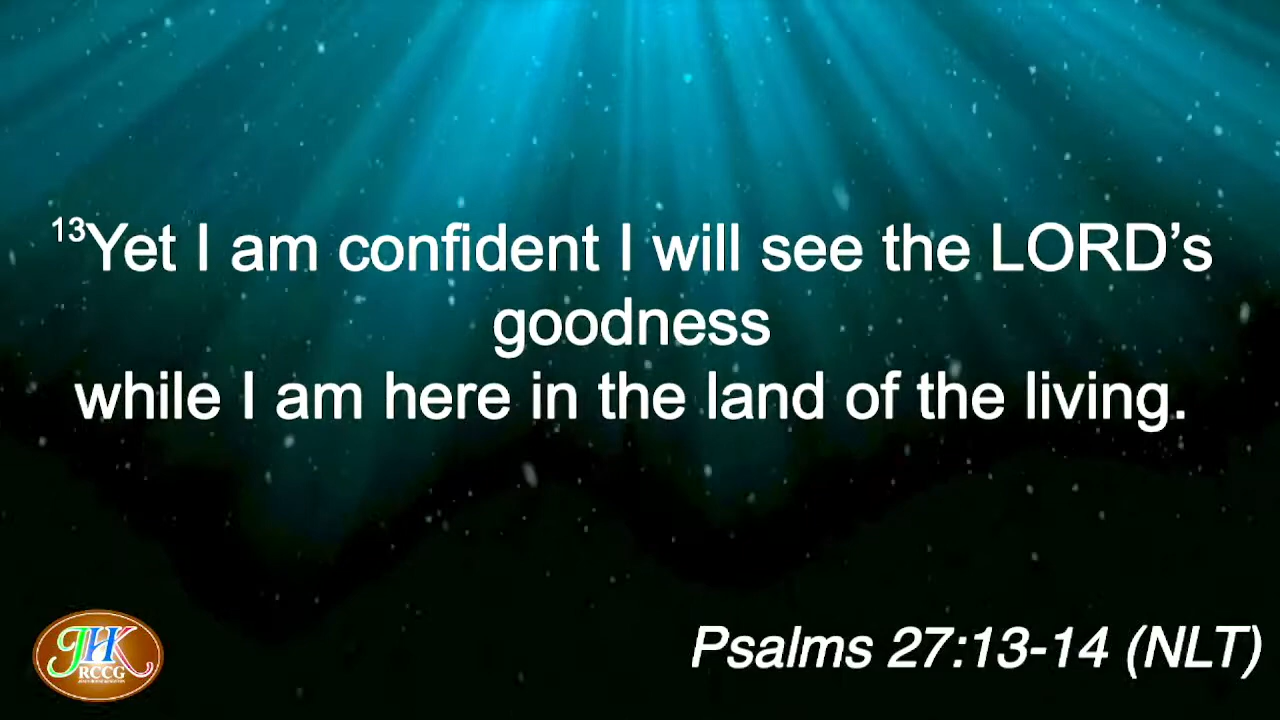 ¹³Yet I am confident I will see the LORD’s
goodness
while I am here in the land of the living.
Psalms 27:13-14 (NLT)
JHK
RCCG